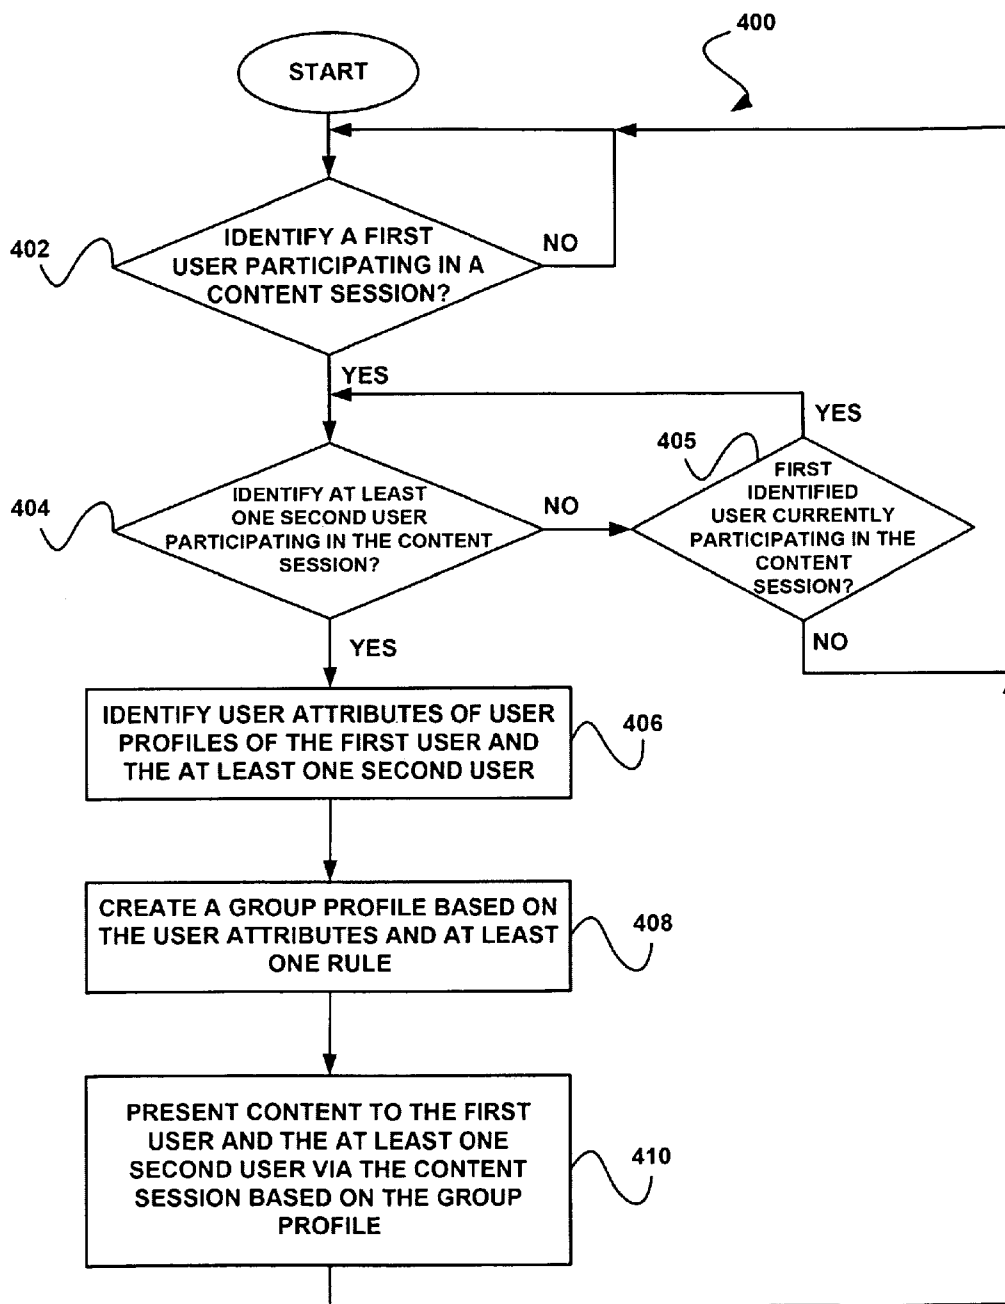 400
START
402
IDENTIFY A FIRST
USER PARTICIPATING IN A
CONTENT SESSION?
NO
YES
404
IDENTIFY AT LEAST
ONE SECOND USER
PARTICIPATING IN THE CONTENT
SESSION?
NO
405
YES
FIRST
IDENTIFIED
USER CURRENTLY
PARTICIPATING IN THE
CONTENT
SESSION?
NO
YES
IDENTIFY USER ATTRIBUTES OF USER
PROFILES OF THE FIRST USER AND
THE AT LEAST ONE SECOND USER
406
CREATE A GROUP PROFILE BASED ON
THE USER ATTRIBUTES AND AT LEAST
ONE RULE
408
PRESENT CONTENT TO THE FIRST
USER AND THE AT LEAST ONE
SECOND USER VIA THE CONTENT
SESSION BASED ON THE GROUP
PROFILE
410